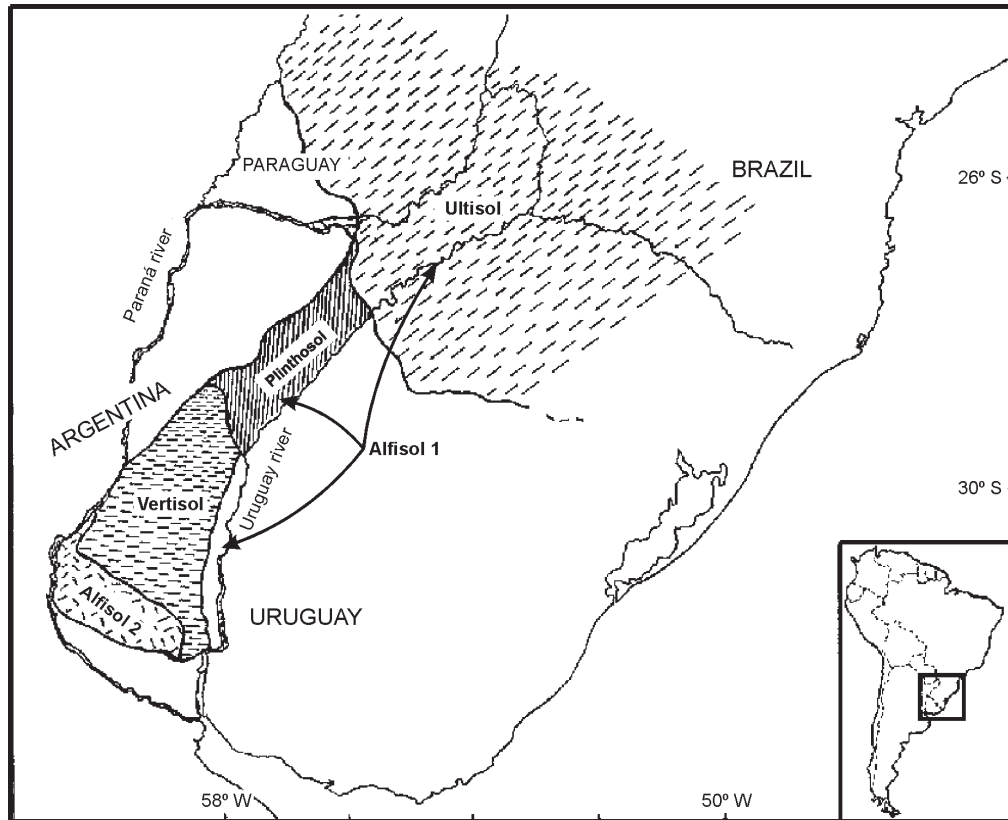 PARAGUAY
BRAZIL
26º S
Ultisol
Paraná river
Plinthosol
ARGENTINA
Alfisol 1
Uruguay river
30º S
Vertisol
Alfisol 2
URUGUAY
58º W
50º W